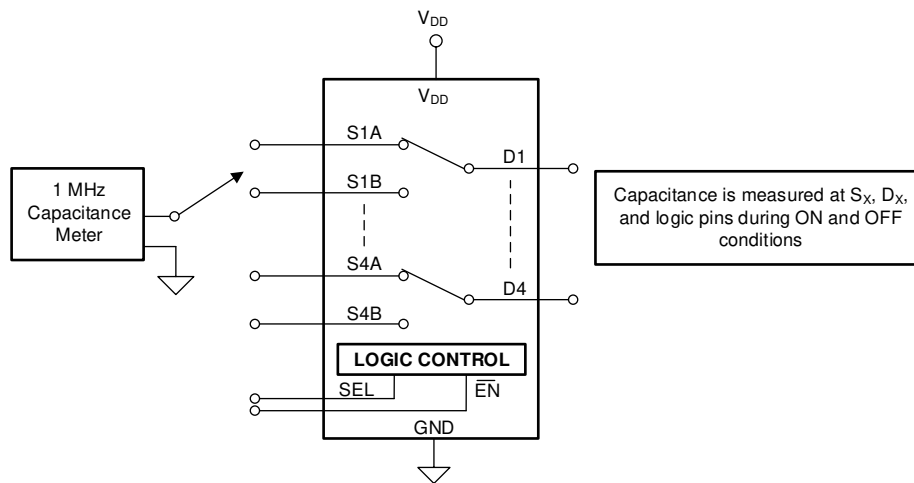 VDD
VDD
S1A
D1
S1B
1 MHz
Capacitance
Meter
Capacitance is measured at SX, DX,
and logic pins during ON and OFF
conditions
S4A
D4
S4B
LOGIC CONTROL
SEL
EN
GND